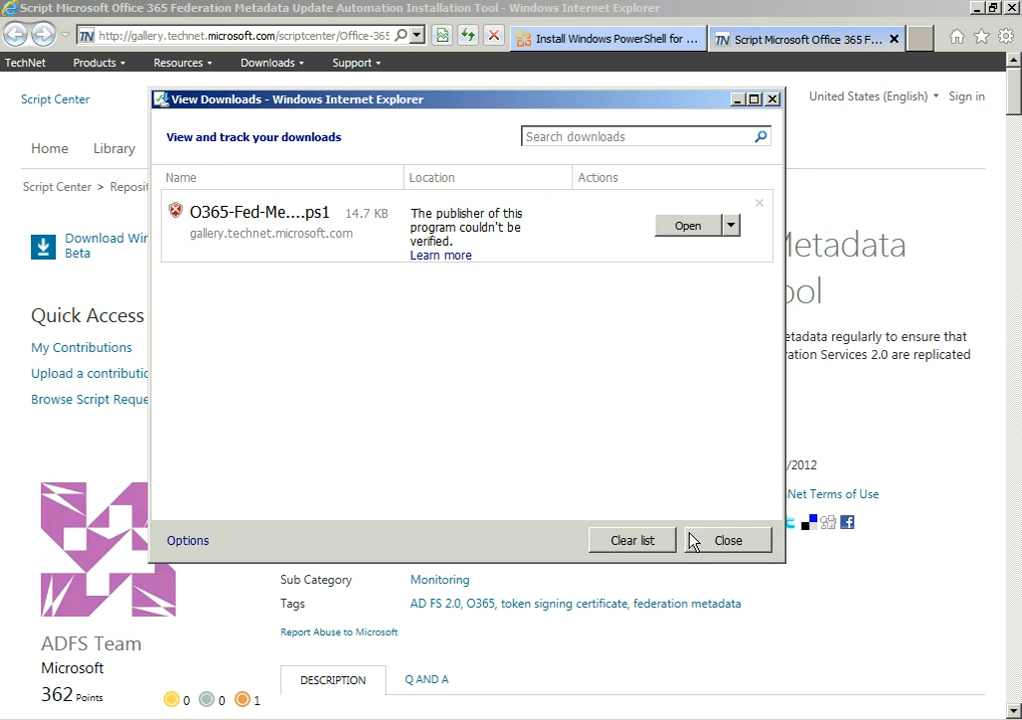 Script Microsoft Office 365 Federation Metadata Update Automation Installation Tool - Windows Internet Explorer
http://gallery.technet.microsoft.com/scriptcenter/Office-365
Install Windows PowerShell for ...
Script Microsoft Office 365 F...
TechNet Products Resources Downloads Support
Script Center
United States (English) Sign in
View Downloads - Windows Internet Explorer
View and track your downloads
Search downloads
Home Library
Name Location Actions
Script Center > Reposit
O365-Fed-Me....ps1 14.7 KB
gallery.technet.microsoft.com
The publisher of this
program couldn't be
verified.
Learn more
Open
Download Wir
Beta
Metadata
ool
Quick Access
My Contributions
Upload a contributic
Browse Script Reque
etadata regularly to ensure that
ration Services 2.0 are replicated
/2012
Net Terms of Use
Options
Clear list
Close
Sub Category Monitoring
Tags AD FS 2.0, O365, token signing certificate, federation metadata
Report Abuse to Microsoft
ADFS Team
Microsoft
362 Points
0 0 1
DESCRIPTION Q AND A